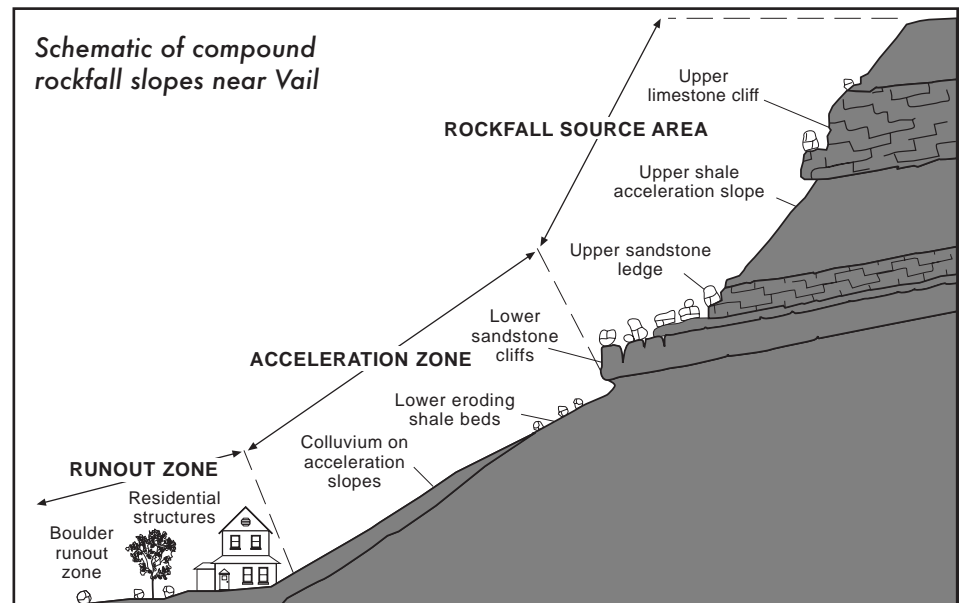 Schematic of compound
rockfall slopes near Vail
Upper
limestone cliff
ROCKFALL SOURCE AREA
Upper shale
acceleration slope
Upper sandstone
ledge
Lower
sandstone
cliffs
ACCELERATION ZONE
Lower eroding
shale beds
Colluvium on
acceleration
slopes
RUNOUT ZONE
Residential
structures
Boulder
runout
zone